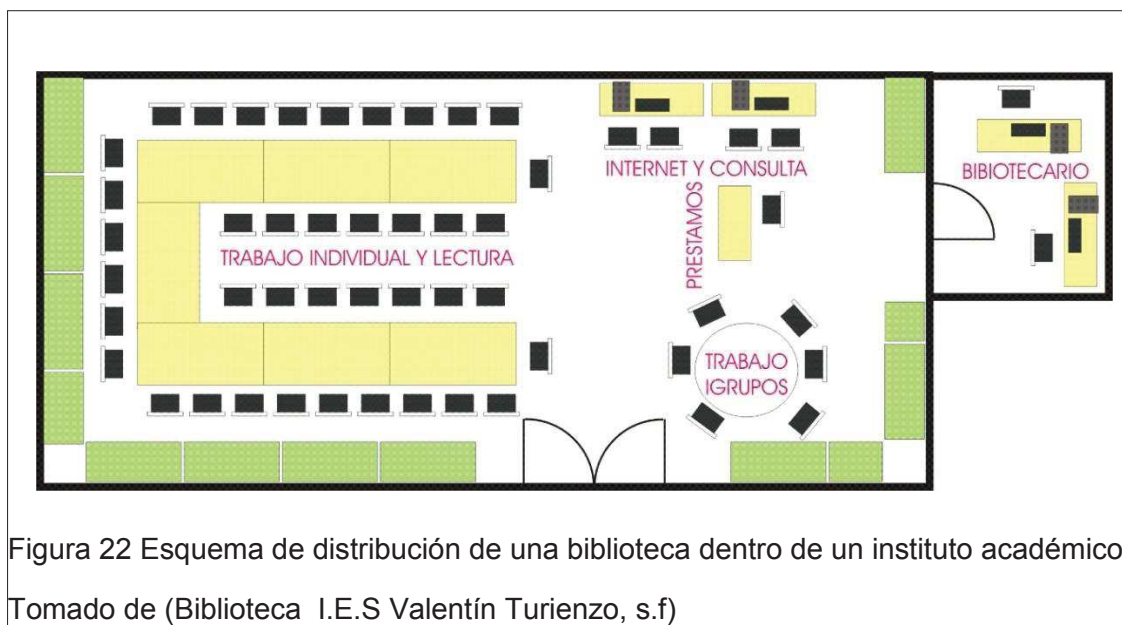 INTERNET Y CONSULTA
BIBIOTECARIO
PRESTAMOS
TRABAJO INDIVIDUAL Y LECTURA
TRABAJO
IGRUPOS
Figura 22 Esquema de distribución de una biblioteca dentro de un instituto académico
Tomado de (Biblioteca I.E.S Valentín Turienzo, s.f)